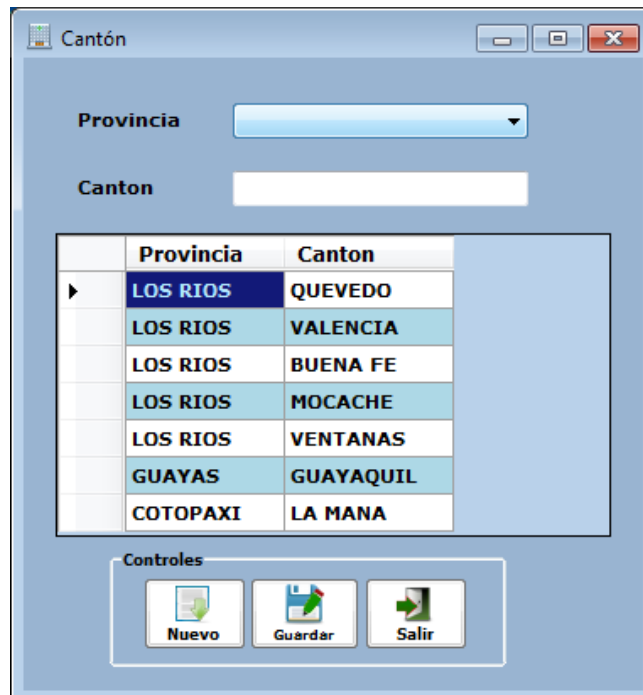 Cantón
Provincia
Canton
Provincia Canton
LOS RIOS QUEVEDO
LOS RIOS VALENCIA
LOS RIOS BUENA FE
LOS RIOS MOCACHE
LOS RIOS VENTANAS
GUAYAS GUAYAQUIL
COTOPAXI LA MANA
Controles
Nuevo Guardar Salir